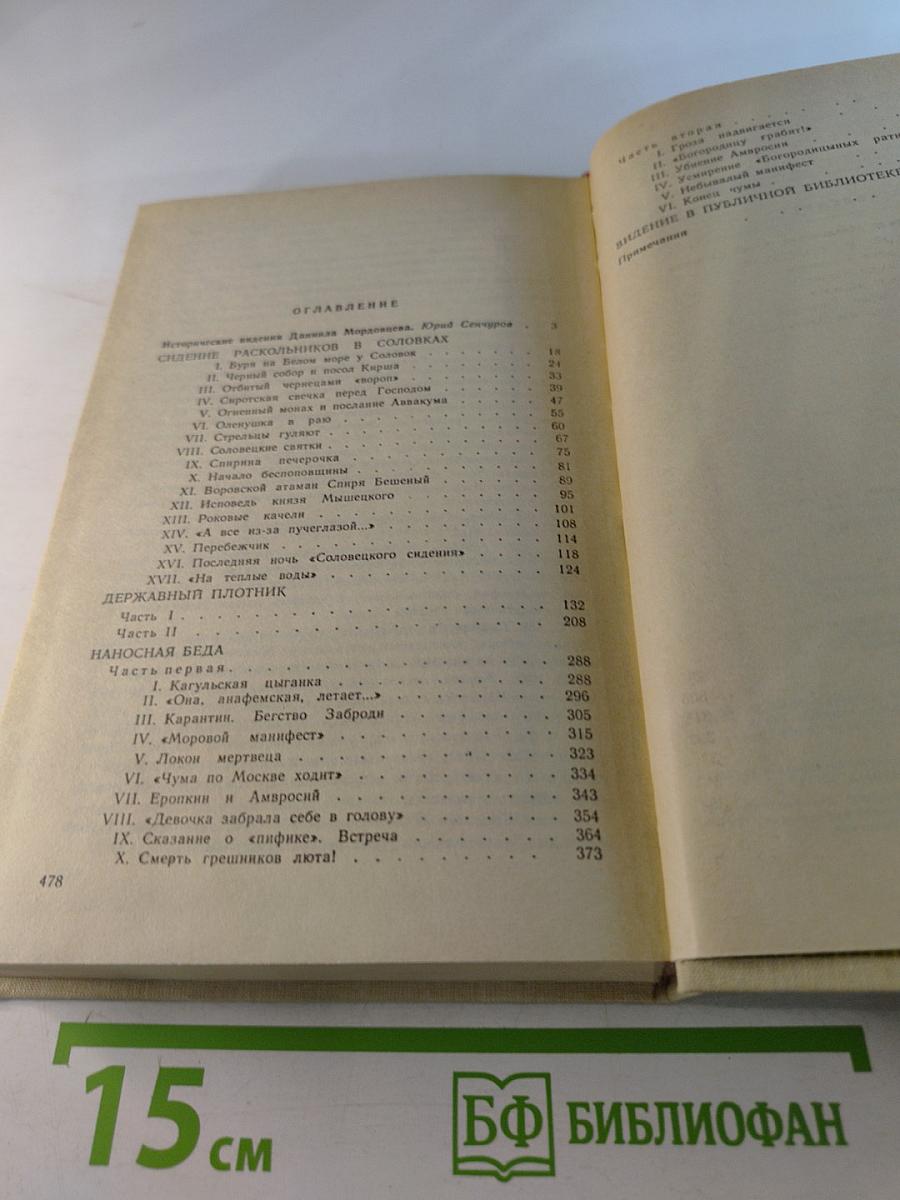 ОГЛАВЛЕНИЕ
Исторические видения Даниила Мордовцева. Юрий Сенчуров . 3
СИДЕНИЕ РАСКОЛЬНИКОВ В СОЛОВКАХ
I. Буря на Белом море у Соловок . . . . . . . 18
II. Черный собор и посол Кирша . . . . . . . 24
III. Отбитый чернецами «ворон» . . . . . . . 33
IV. Сиротская свечка перед Господом . . . . . 39
V. Огненный монах и послание Аввакума . . . . . 47
VI. Оленушка в раю . . . . . . . . . . 55
VII. Стрельцы гуляют . . . . . . . . . . 60
VIII. Соловецкие святки . . . . . . . . . . 67
IX. Спирина печерочка . . . . . . . . . . 75
X. Начало беспоповщины . . . . . . . . . 81
XI. Воровской атаман Спиря Бешеный . . . . . . 89
XII. Исповедь князя Мышецкого . . . . . . . 95
XIII. Роковые качели . . . . . . . . . . . 101
XIV. «А все из-за пучеглазой...» . . . . . . . . 108
XV. Перебежчик . . . . . . . . . . . . 114
XVI. Последняя ночь «Соловецкого сидения» . . . . 118
XVII. «На теплые воды» . . . . . . . . . . 124
ДЕРЖАВНЫЙ ПЛОТНИК
Часть I . . . . . . . . . . . . . . . 132
Часть II . . . . . . . . . . . . . . . 208
НАНОСНАЯ БЕДА
Часть первая . . . . . . . . . . . . . 288
I. Кагульская цыганка . . . . . . . . . . 288
II. «Она, анафемская, летает...» . . . . . . . 296
III. Карантин. Бегство Заброди . . . . . . . 305
IV. «Моровой манифест» . . . . . . . . . 315
V. Локон мертвеца . . . . . . . . . . . 323
VI. «Чума по Москве ходит» . . . . . . . . 334
VII. Еропкин и Амвросий . . . . . . . . . . 343
VIII. «Девочка забрала себе в голову» . . . . . . 354
IX. Сказание о «пифике». Встреча . . . . . . 364
X. Смерть грешников люта! . . . . . . . . 373
478
Часть вторая . . . .
I. Гроза надвигается
II. «Богородицу грабят!»
III. Убиение Амвросия . . .
IV. Усмирение «Богородицыных
V. Небывалый манифест
VI. Конец чумы . . . .
ВИДЕНИЕ В ПУБЛИЧНОЙ БИБЛИОТЕКЕ
Примечания . . . .
15 см
БФ БИБЛИОФАН